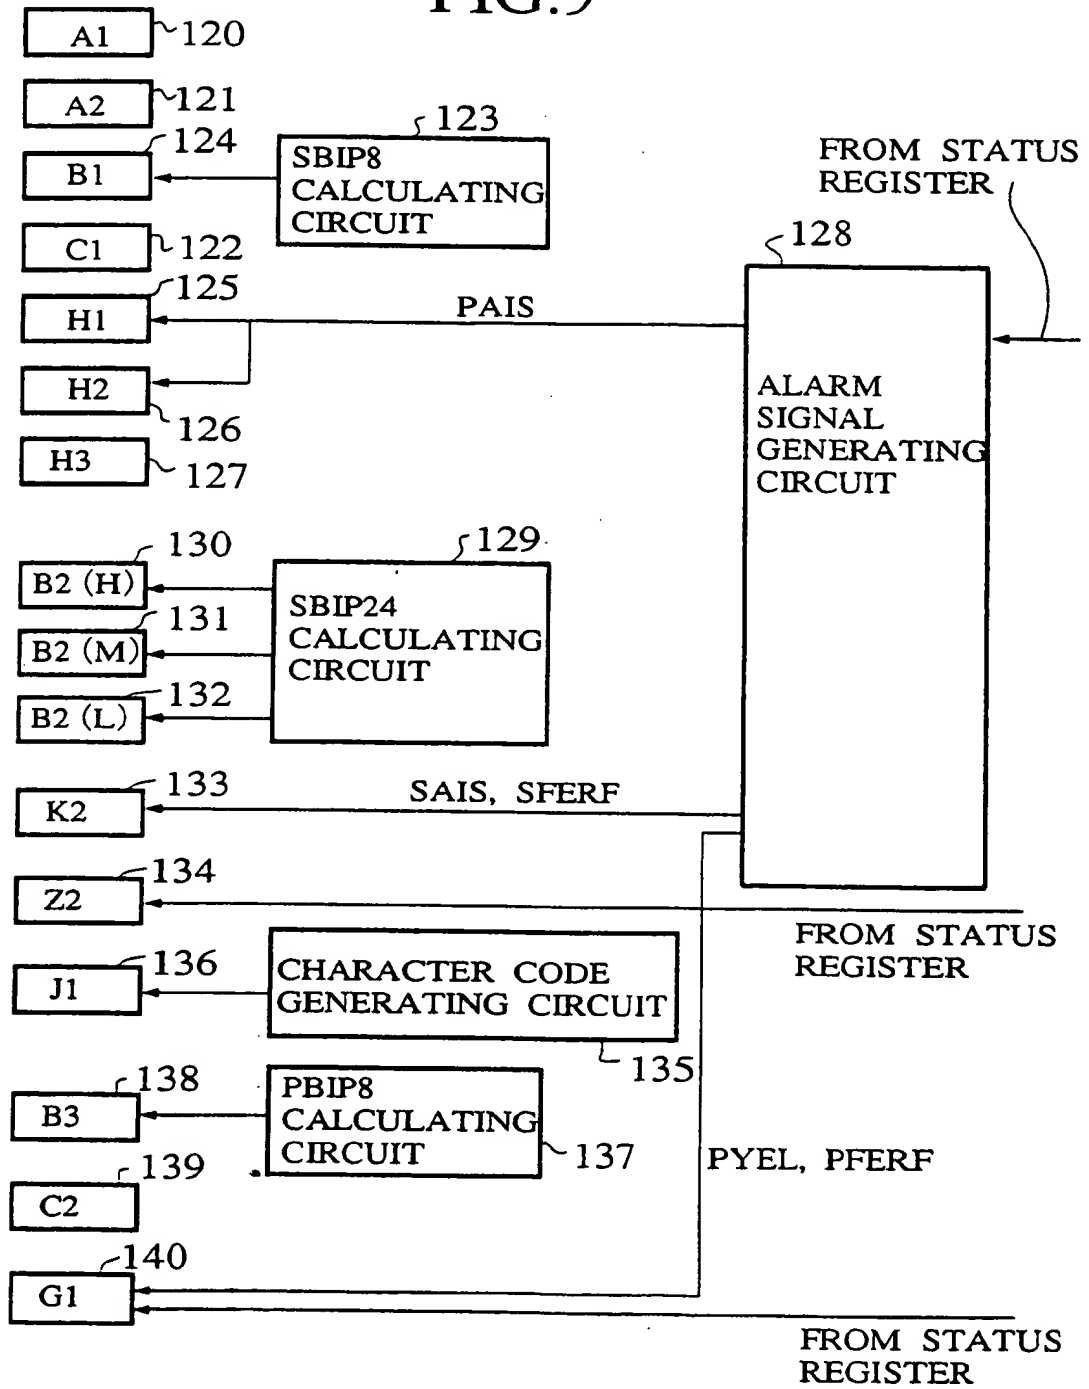 FIG.9
A1 120
A2 121
124
B1
123
SBIP8
CALCULATING
CIRCUIT
FROM STATUS
REGISTER
C1 122
125
H1
PAIS
128
ALARM
SIGNAL
GENERATING
CIRCUIT
H2
126
H3 127
130
B2 (H)
129
SBIP24
CALCULATING
CIRCUIT
131
B2 (M)
132
B2 (L)
133
K2
SAIS, SFERF
134
Z2
FROM STATUS
REGISTER
136
J1
CHARACTER CODE
GENERATING CIRCUIT
135
138
B3
PBIP8
CALCULATING
CIRCUIT
137
PYEL, PFERF
139
C2
140
G1
FROM STATUS
REGISTER